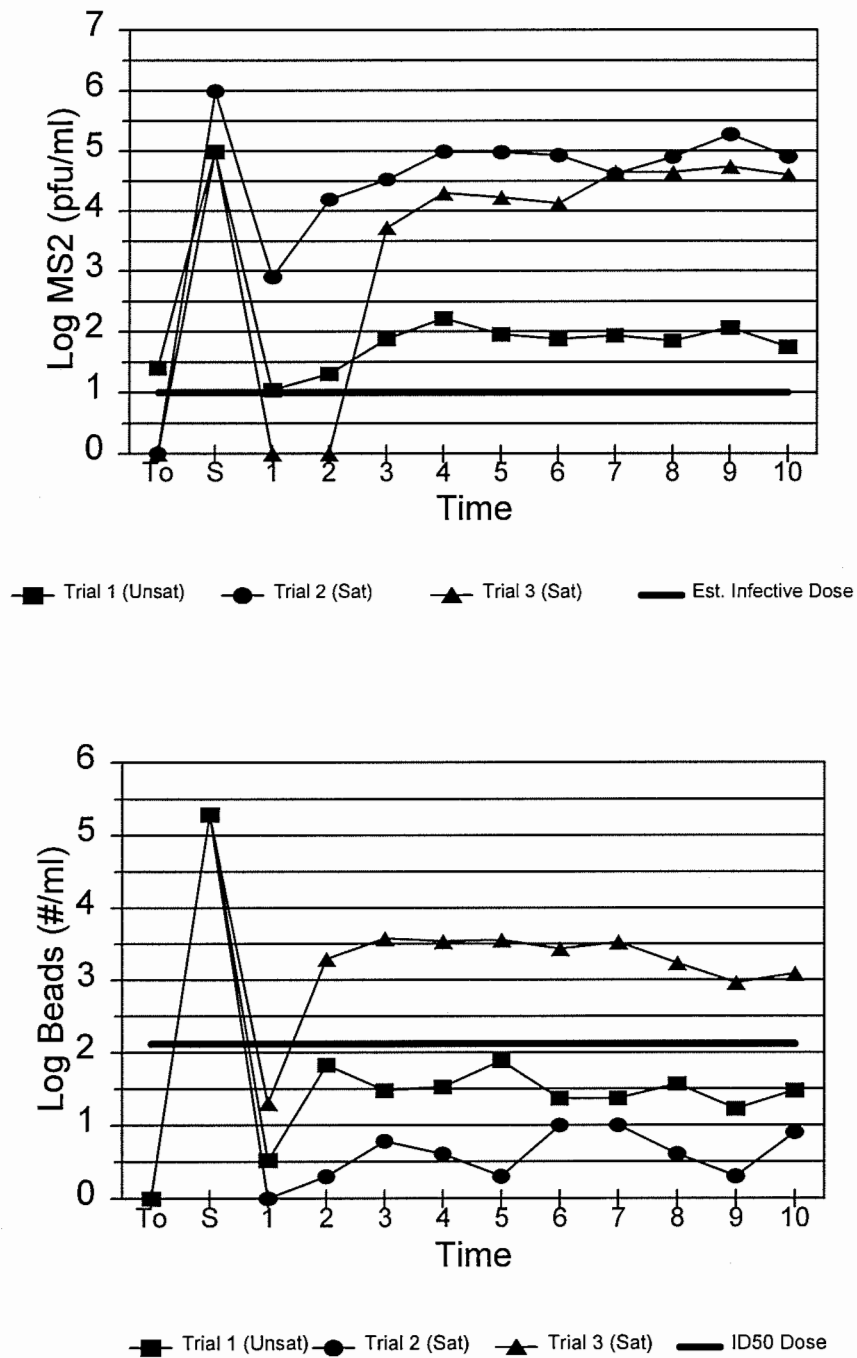 7
6
5
4
3
2
1
0
Log MS2 (pfu/ml)
To S 1 2 3 4 5 6 7 8 9 10
Time
Trial 1 (Unsat) Trial 2 (Sat) Trial 3 (Sat) Est. Infective Dose
6
5
4
3
2
1
0
Log Beads (#/ml)
To S 1 2 3 4 5 6 7 8 9 10
Time
Trial 1 (Unsat) Trial 2 (Sat) Trial 3 (Sat) ID50 Dose